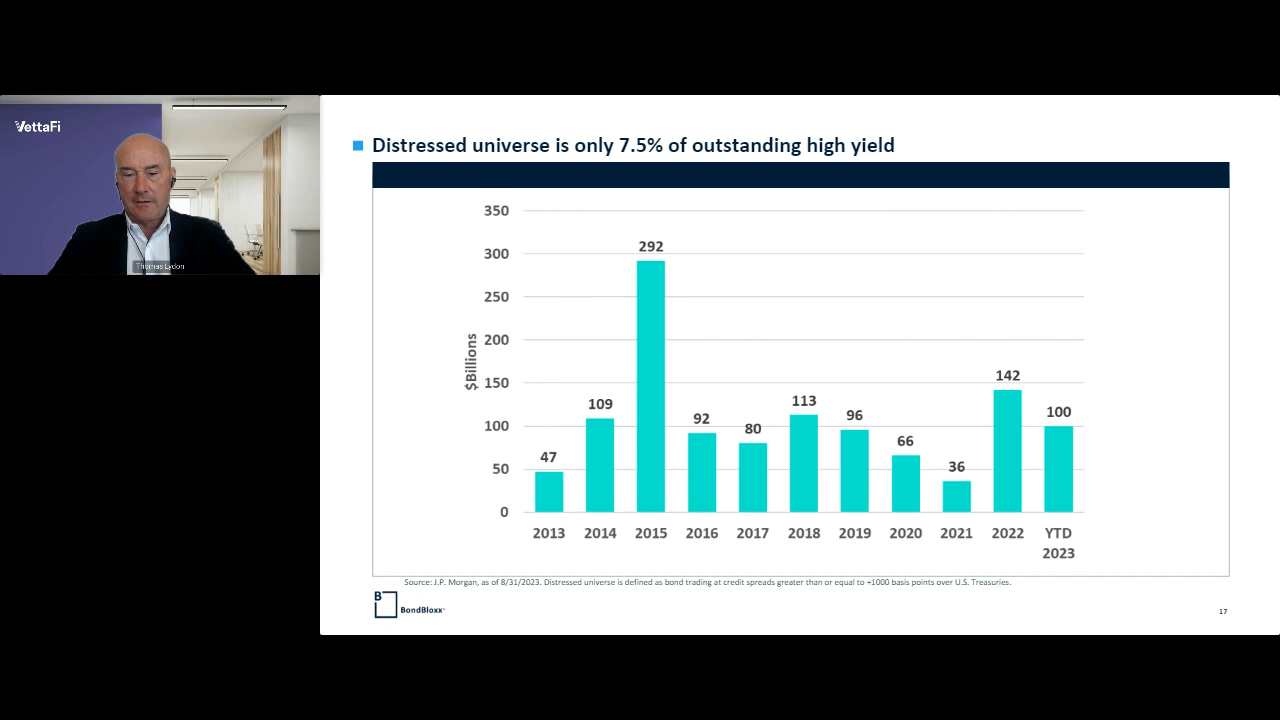 VettaFi
Thomas Lydon
Distressed universe is only 7.5% of outstanding high yield
350
300
250
200
150
100
50
0
$Billions
47
109
292
92
80
113
96
66
36
142
100
2013 2014 2015 2016 2017 2018 2019 2020 2021 2022 YTD
2023
Source: J.P. Morgan, as of 8/31/2023. Distressed universe is defined as bond trading at credit spreads greater than or equal to +1000 basis points over U.S. Treasuries.
B
BondBloxx
17